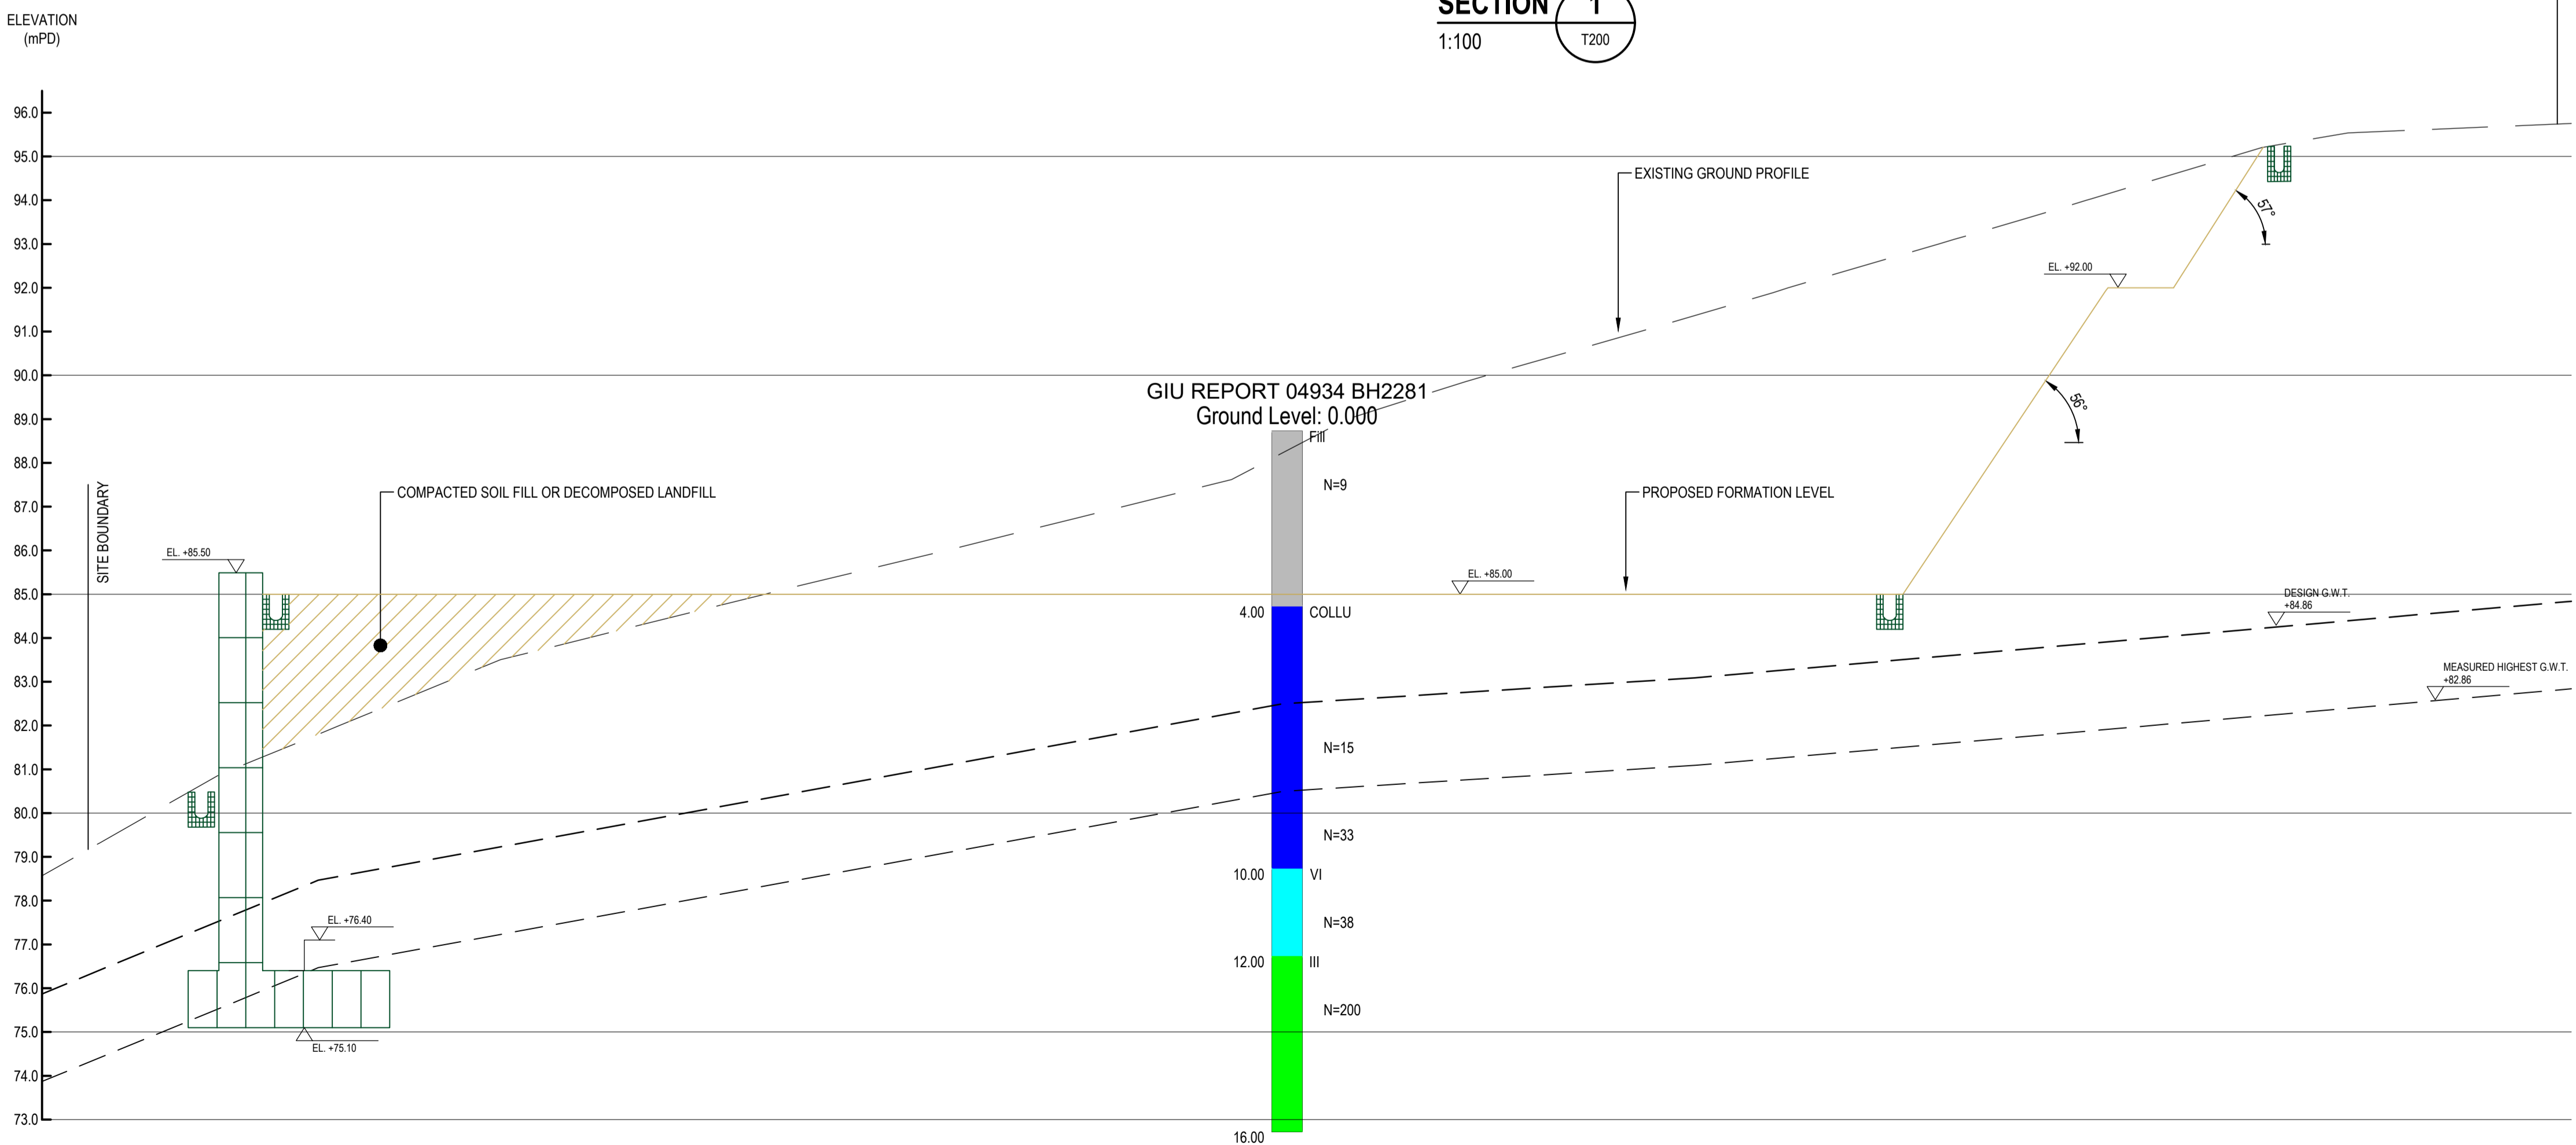 ELEVATION
(mPD)
SECTION 1
1:100 T200
96.0
95.0
94.0
93.0
92.0
91.0
90.0
89.0
88.0
87.0
86.0
85.0
84.0
83.0
82.0
81.0
80.0
79.0
78.0
77.0
76.0
75.0
74.0
73.0
SITE BOUNDARY
EL. +85.50
COMPACTED SOIL FILL OR DECOMPOSED LANDFILL
EL. +76.40
EL. +75.10
GIU REPORT 04934 BH2281
Ground Level: 0.000
Fill
N=9
4.00 COLLU
N=15
N=33
10.00 VI
N=38
12.00 III
N=200
16.00
EXISTING GROUND PROFILE
PROPOSED FORMATION LEVEL
EL. +85.00
EL. +92.00
57°
56°
DESIGN G.W.T.
+84.86
MEASURED HIGHEST G.W.T.
+82.86